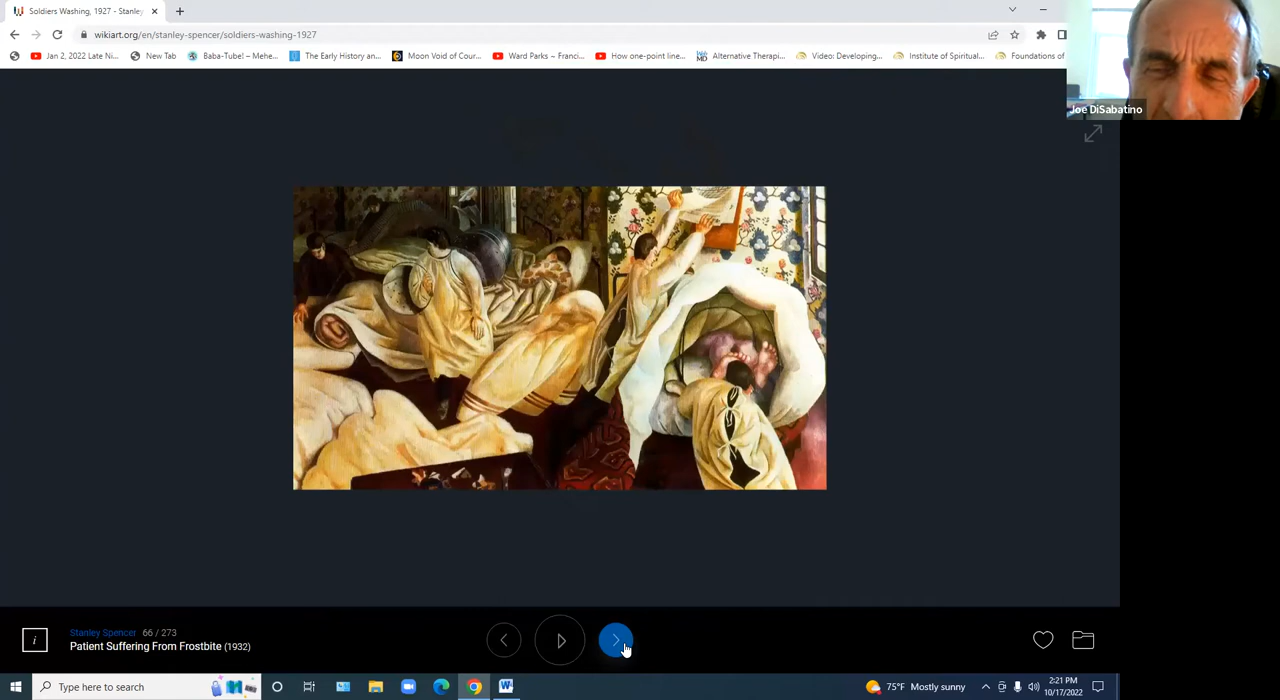 Soldiers Washing, 1927 - Stanley
wikiart.org/en/stanley-spencer/soldiers-washing-1927
Jan 2, 2022 Late Ni... New Tab Baba-Tube! – Mehe... The Early History an... Moon Void of Cour... Ward Parks – Franci... How one-point line... Alternative Therapi... Video: Developing... Institute of Spiritual... Foundations of
Joe DiSabatino
Stanley Spencer 66 / 273
Patient Suffering From Frostbite (1932)
Type here to search
75°F Mostly sunny
2:21 PM
10/17/2022